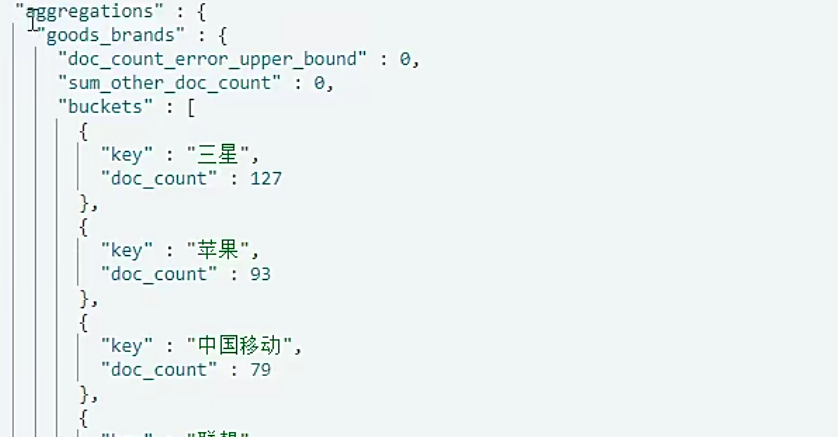 "aggregations" : {
"goods_brands" : {
"doc_count_error_upper_bound" : 0,
"sum_other_doc_count" : 0,
"buckets" : [
{
"key" : "三星",
"doc_count" : 127
},
{
"key" : "苹果",
"doc_count" : 93
},
{
"key" : "中国移动",
"doc_count" : 79
},
{